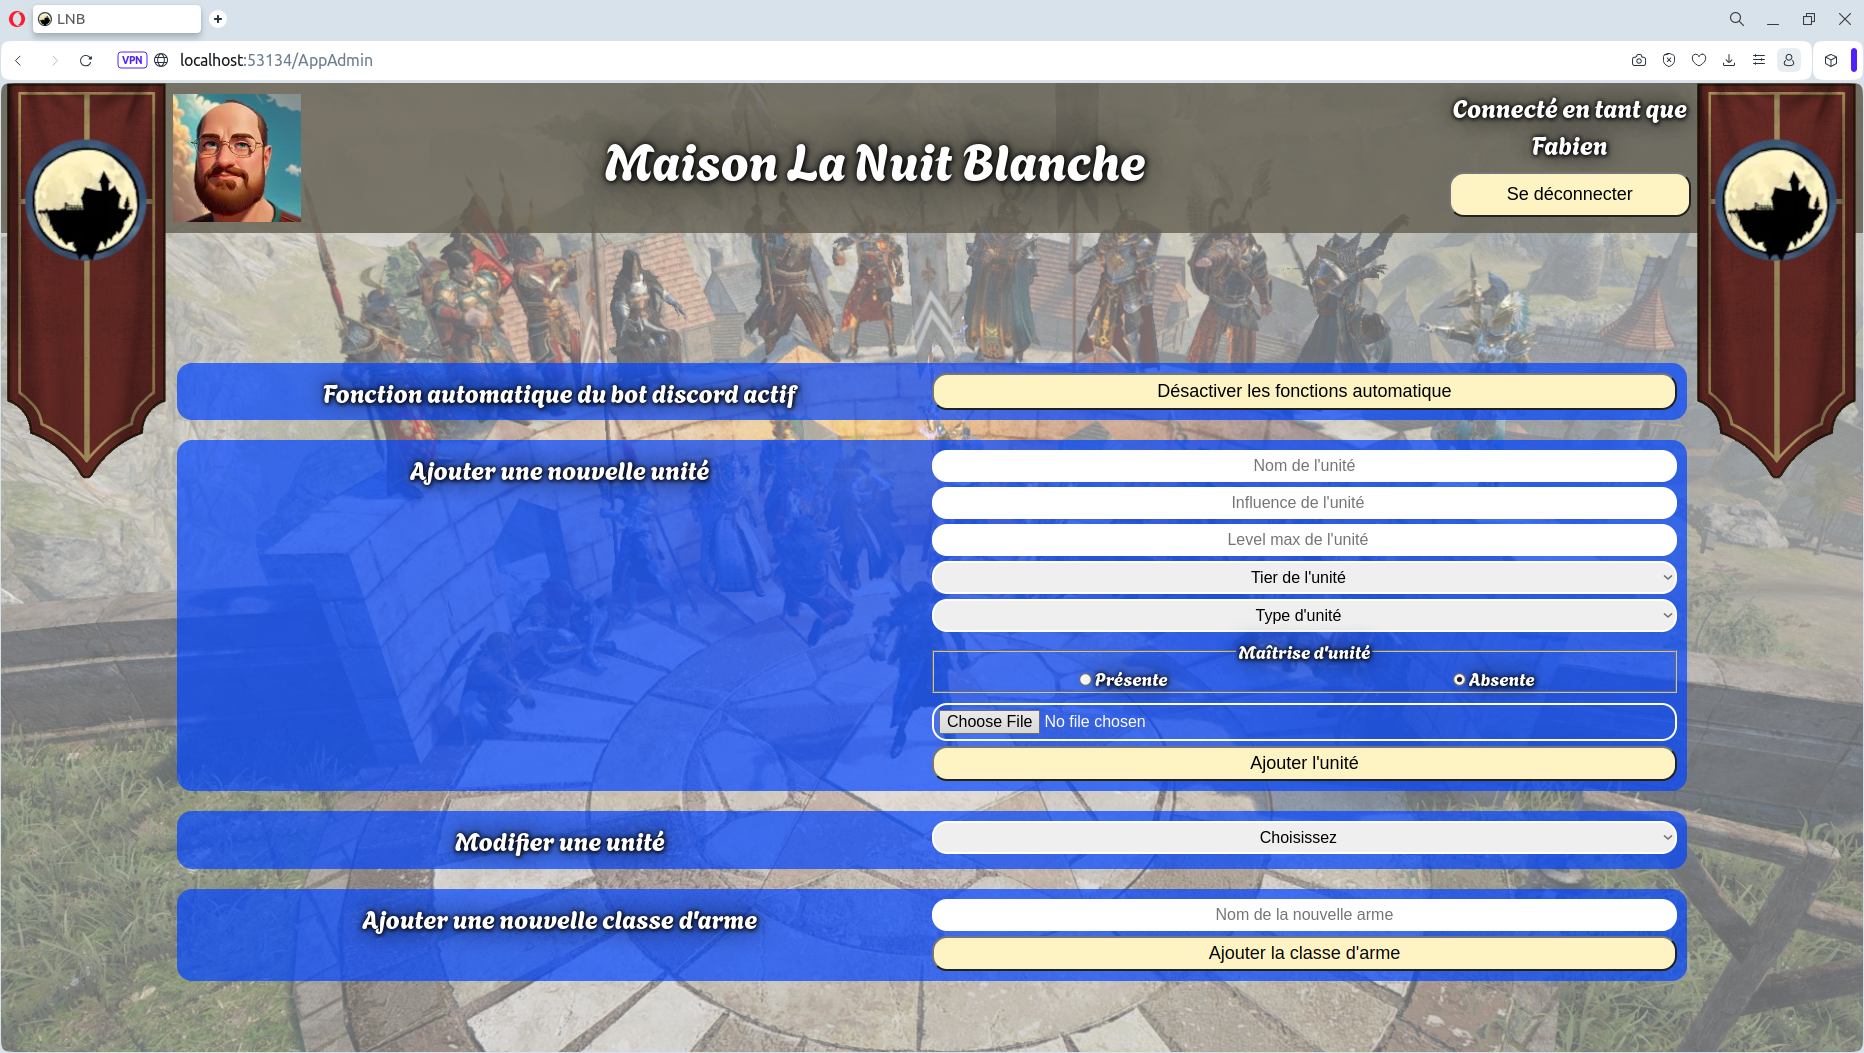 LNB
VPN
localhost:53134/AppAdmin
Connecté en tant que
Fabien
Maison La Nuit Blanche
Se déconnecter
Fonction automatique du bot discord actif
Désactiver les fonctions automatique
Ajouter une nouvelle unité
Nom de l'unité
Influence de l'unité
Level max de l'unité
Tier de l'unité
Type d'unité
Maîtrise d'unité
Présente
Absente
Choose File No file chosen
Ajouter l'unité
Modifier une unité
Choisissez
Ajouter une nouvelle classe d'arme
Nom de la nouvelle arme
Ajouter la classe d'arme